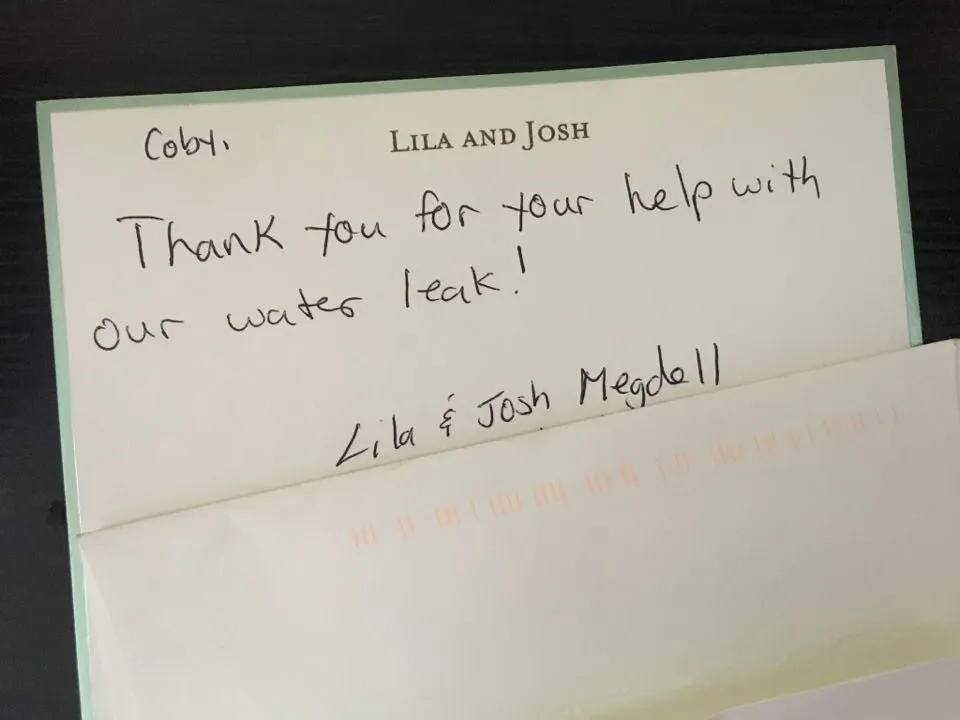 LILA AND JOSH
Coby,
Thank you for your help with
our water leak!
Lila & Josh Megdell